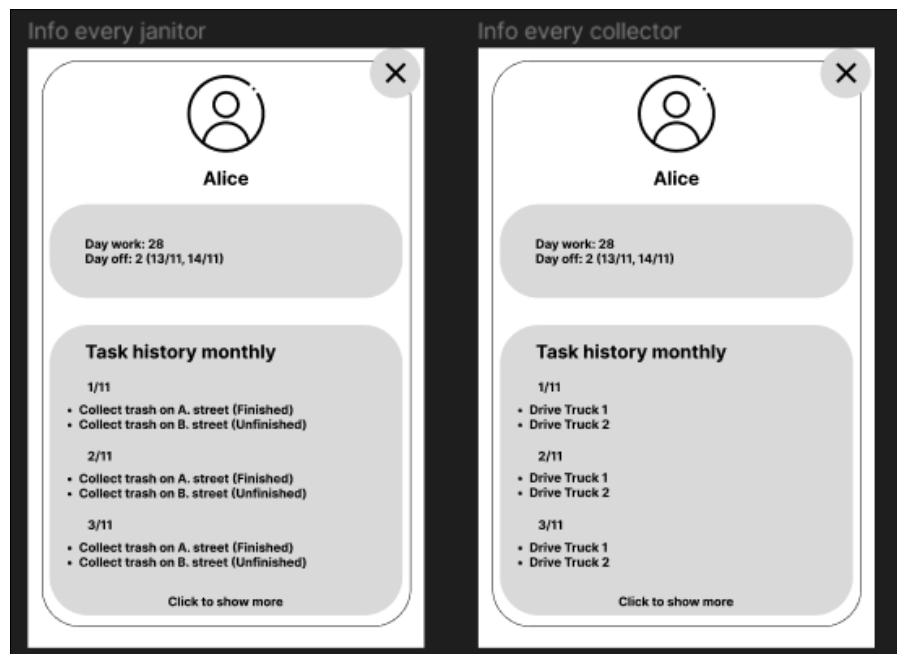 Info every janitor
Alice
Day work: 28
Day off: 2 (13/11, 14/11)
Task history monthly
1/11
• Collect trash on A. street (Finished)
• Collect trash on B. street (Unfinished)
2/11
• Collect trash on A. street (Finished)
• Collect trash on B. street (Unfinished)
3/11
• Collect trash on A. street (Finished)
• Collect trash on B. street (Unfinished)
Click to show more
Info every collector
Alice
Day work: 28
Day off: 2 (13/11, 14/11)
Task history monthly
1/11
• Drive Truck 1
• Drive Truck 2
2/11
• Drive Truck 1
• Drive Truck 2
3/11
• Drive Truck 1
• Drive Truck 2
Click to show more